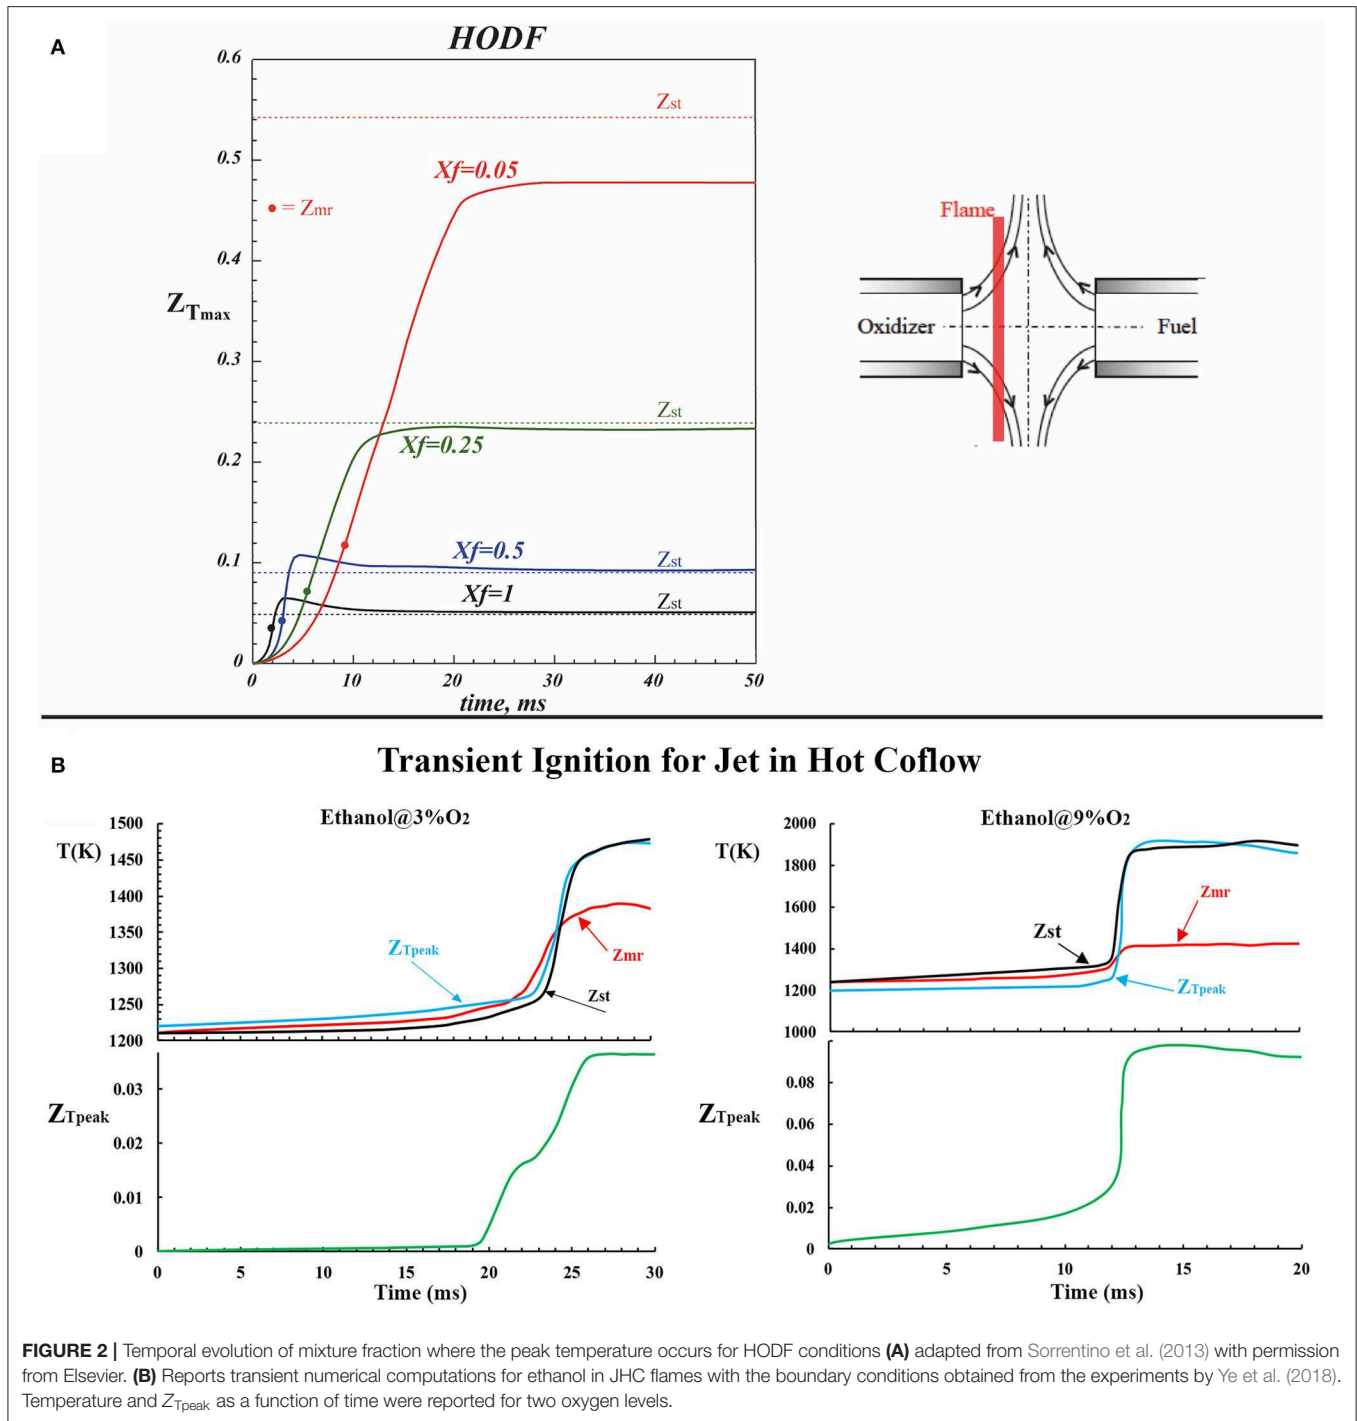 A
HODF
0.6
Zst
0.5
Xf=0.05
= Zmr
0.4
ZTmax
0.3
Zst
Xf=0.25
0.2
0.1
Xf=0.5
Zst
Xf=1
Zst
0
0 10 20 30 40 50
time, ms
Flame
Oxidizer
Fuel
B
Transient Ignition for Jet in Hot Coflow
Ethanol@3%O2
T(K)
1500
1450
1400
1350
1300
1250
1200
ZTpeak
Zmr
Zst
ZTpeak
0.03
0.02
0.01
0
0 5 10 15 20 25 30
Time (ms)
Ethanol@9%O2
T(K)
2000
1800
1600
1400
1200
1000
Zmr
Zst
ZTpeak
ZTpeak
0.08
0.06
0.04
0.02
0
0 5 10 15 20
Time (ms)
FIGURE 2 | Temporal evolution of mixture fraction where the peak temperature occurs for HODF conditions (A) adapted from Sorrentino et al. (2013) with permission
from Elsevier. (B) Reports transient numerical computations for ethanol in JHC flames with the boundary conditions obtained from the experiments by Ye et al. (2018).
Temperature and ZTpeak as a function of time were reported for two oxygen levels.